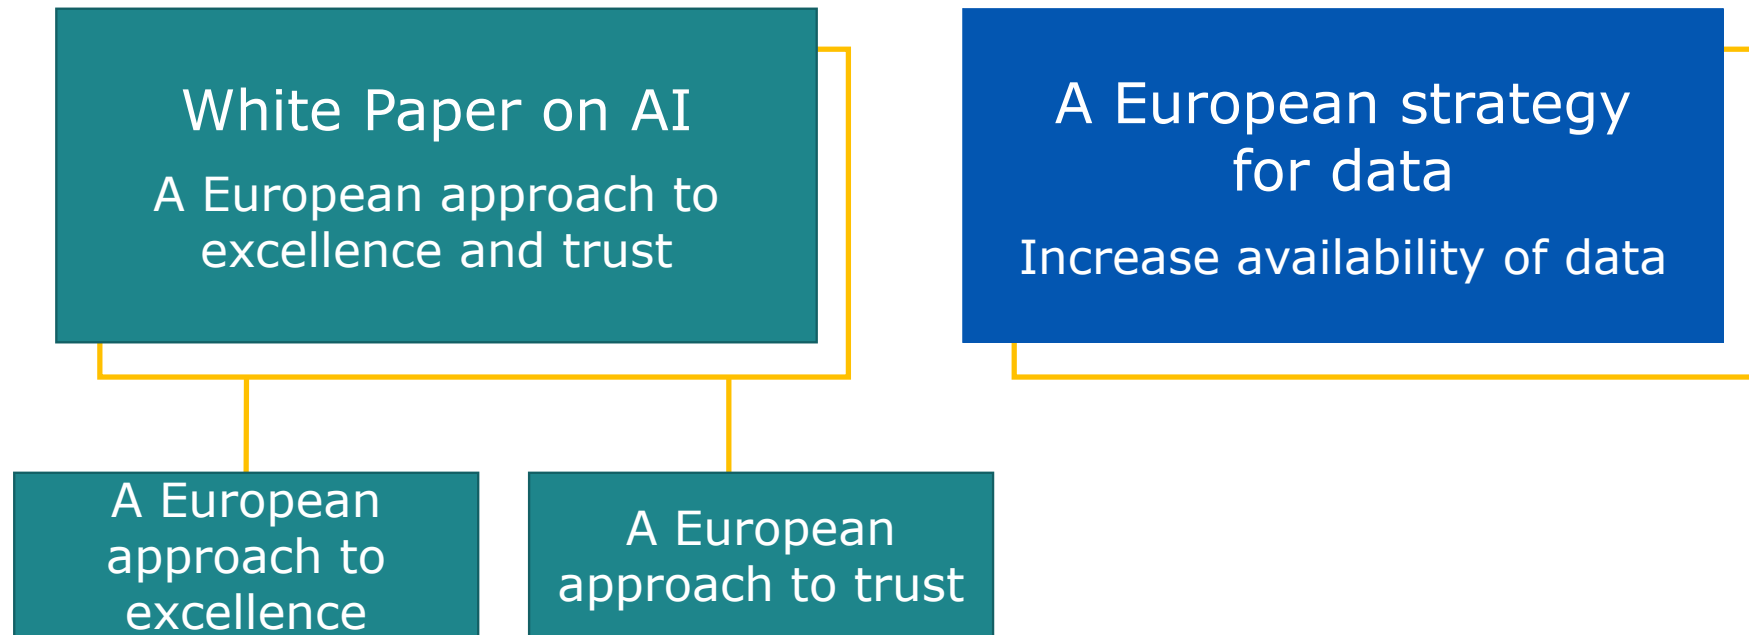 White Paper on AI
A European approach to
excellence and trust
A European strategy
for data
Increase availability of data
A European
approach to
excellence
A European
approach to trust